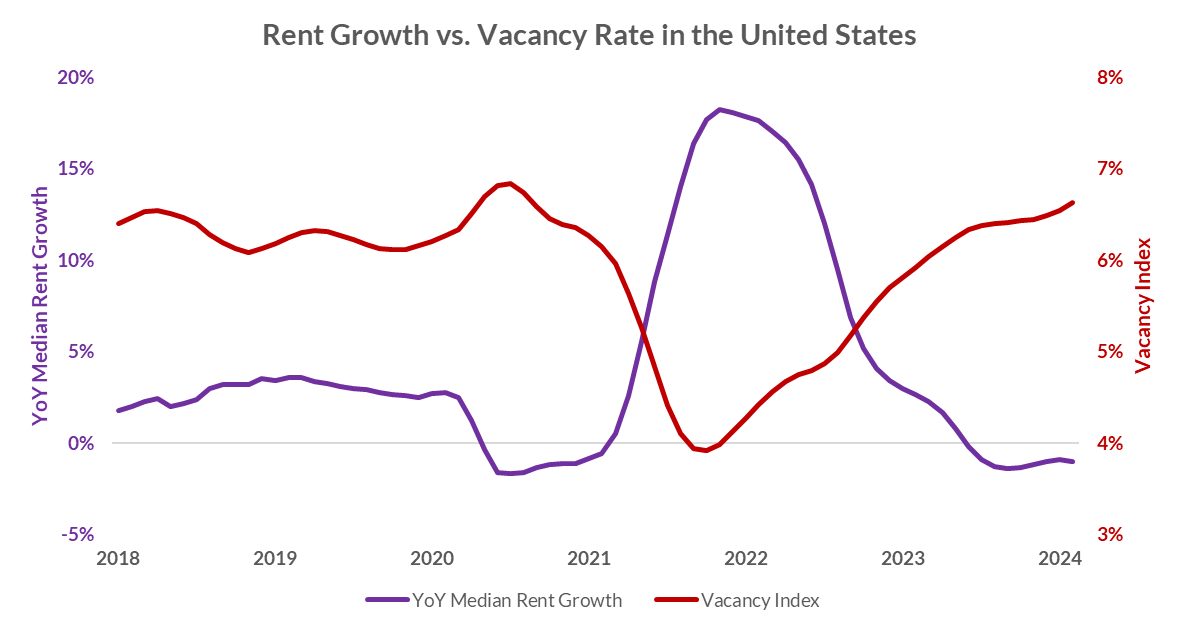 Rent Growth vs. Vacancy Rate in the United States
20%
15%
10%
5%
0%
-5%
YoY Median Rent Growth
8%
7%
6%
5%
4%
3%
Vacancy Index
2018 2019 2020 2021 2022 2023 2024
YoY Median Rent Growth Vacancy Index